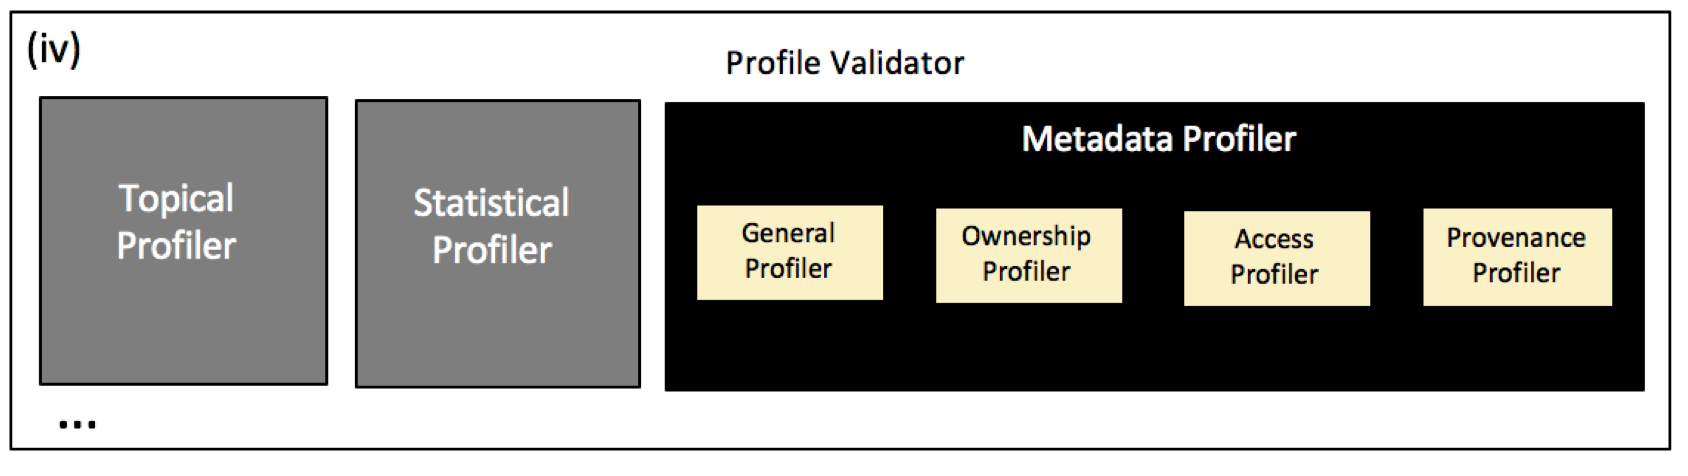 (iv)
Profile Validator
Topical
Profiler
Statistical
Profiler
Metadata Profiler
General
Profiler
Ownership
Profiler
Access
Profiler
Provenance
Profiler
...